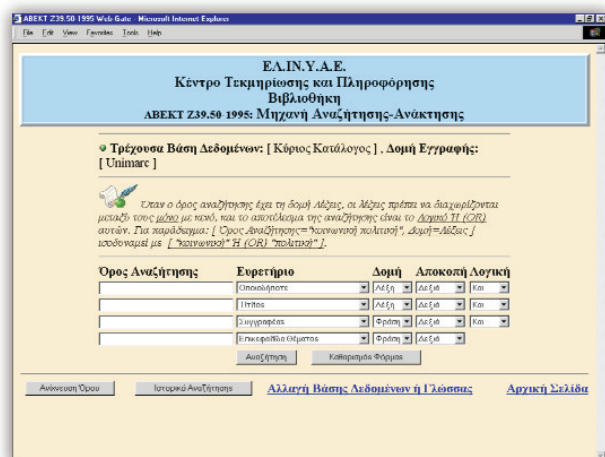 ABEKT Z39.50-1995 Web Gate - Microsoft Internet Explorer
File Edit View Favorites Tools Help
ΕΛ.ΙΝ.Υ.Α.Ε.
Κέντρο Τεκμηρίωσης και Πληροφόρησης
Βιβλιοθήκη
ΑΒΕΚΤ Z39.50-1995: Μηχανή Αναζήτησης-Ανάκτησης
Τρέχουσα Βάση Δεδομένων: [ Κύριος Κατάλογος ] , Δομή Εγγραφής:
[ Unimarc ]
Όταν ο όρος αναζήτησης έχει τη δομή Λέξεις, οι λέξεις πρέπει να διαχωρίζονται
μεταξύ τους μόνο με κενό, και το αποτέλεσμα της αναζήτησης είναι το Λογικό Ή (OR)
αυτών. Για παράδειγμα: [ Όρος Αναζήτησης="κοινωνική πολιτική", Δομή=Λέξεις ]
ισοδυναμεί με [ "κοινωνική" Ή (OR) "πολιτική" ].
Όρος Αναζήτησης Ευρετήριο Δομή Αποκοπή Λογική
Οποιοδήποτε Λέξη Δεξιά Και
Τίτλος Λέξη Δεξιά Και
Συγγραφέας Φράση Δεξιά Και
Επικεφαλίδα Θέματος Φράση Δεξιά
Αναζήτηση Καθαρισμός Φόρμας
Ανίχνευση Όρου Ιστορικό Αναζήτησης Αλλαγή Βάσης Δεδομένων ή Γλώσσας Αρχική Σελίδα